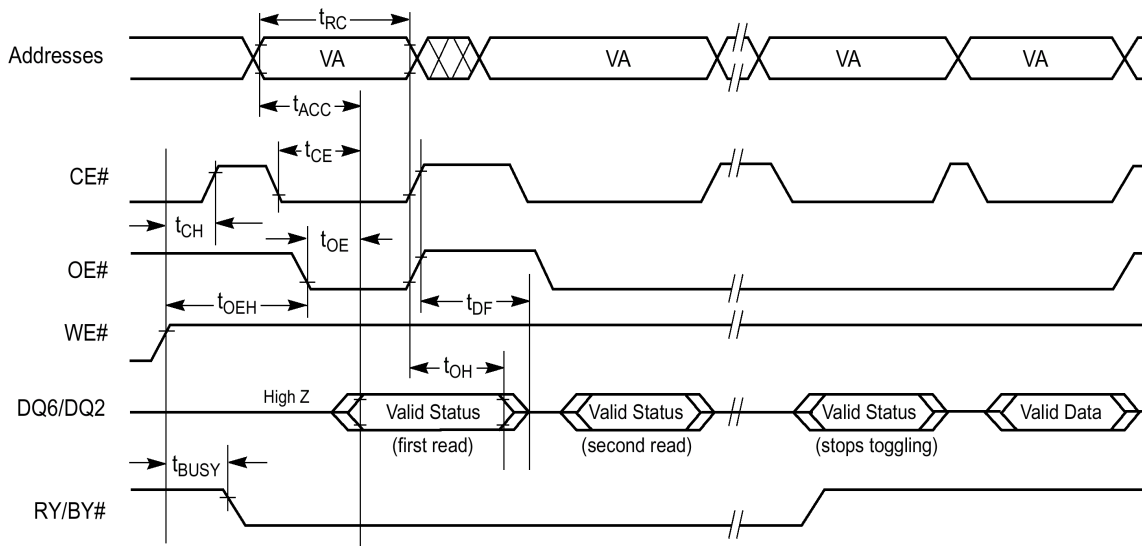 tRC
Addresses VA VA VA VA
tACC
tCE
CE#
tCH tOE
OE#
tOEH tDF
WE#
tOH
High Z
DQ6/DQ2 Valid Status Valid Status Valid Status Valid Data
(first read) (second read) (stops toggling)
tBUSY
RY/BY#